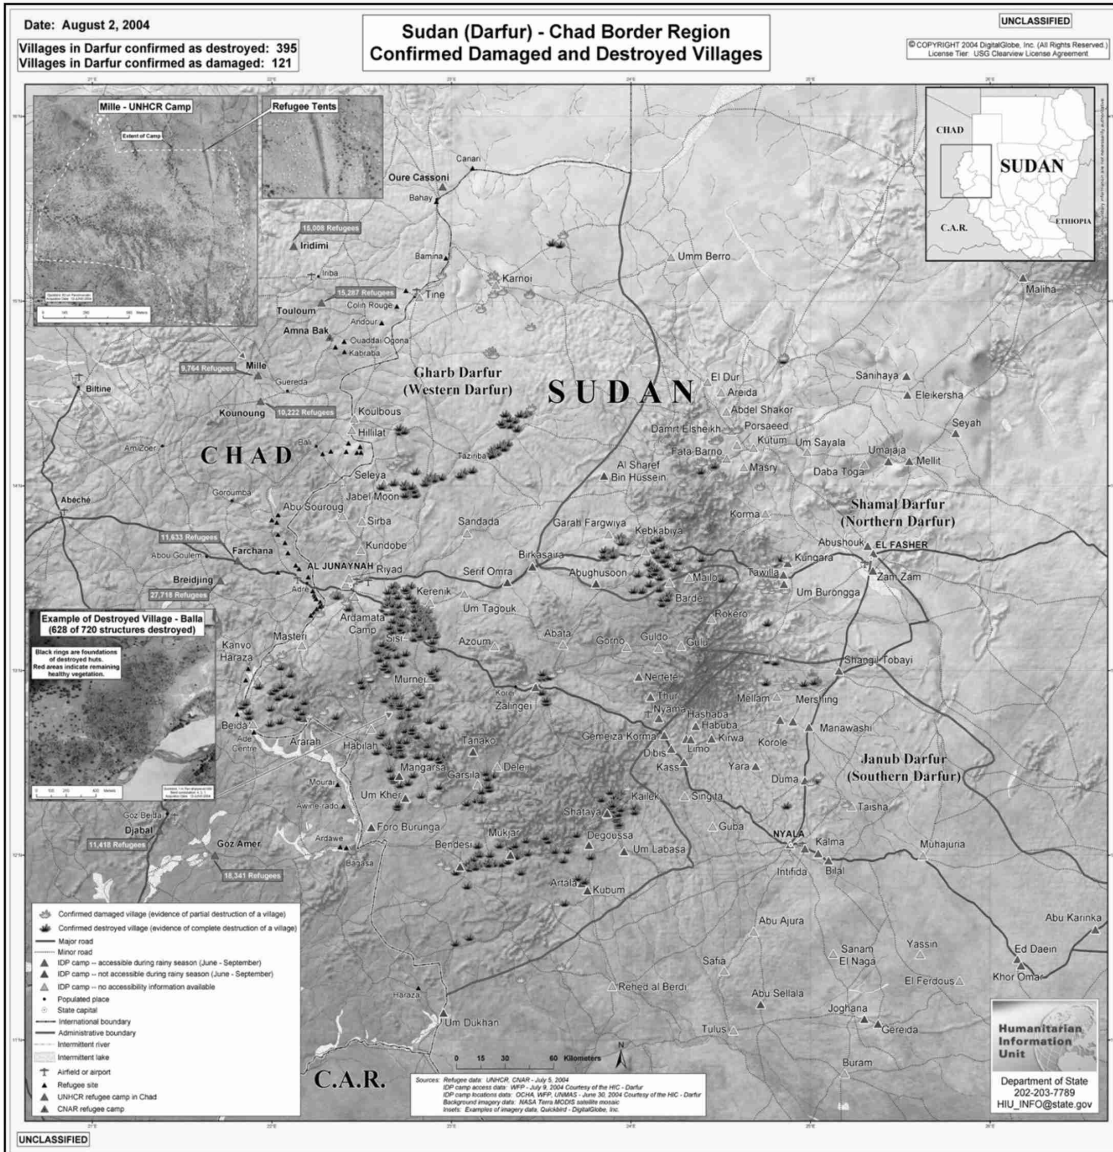 Date: August 2, 2004
Villages in Darfur confirmed as destroyed: 395
Villages in Darfur confirmed as damaged: 121
Sudan (Darfur) - Chad Border Region
Confirmed Damaged and Destroyed Villages
UNCLASSIFIED
© COPYRIGHT 2004 DigitalGlobe, Inc. (All Rights Reserved.)
License Tier: USG Clearview License Agreement
Mille - UNHCR Camp
Extent of Camp
Refugee Tents
CHAD
SUDAN
C.A.R.
ETHIOPIA
Canari
Oure Cassoni
Bahay
Iridimi
Iriba
Bamina
Karnoi
Umm Berro
Maliha
15,287 Refugees
Tine
Touloum
Colin Rouge
Andour
Amna Bak
Ouaddai Ogona
Kabraba
Mille
9,764 Refugees
Guereda
Biltine
Kounoung
10,222 Refugees
Gharb Darfur
(Western Darfur)
SUDAN
El Dur
Areida
Sanihaya
Eleikersha
Koulbous
Abdel Shakor
Hillilat
Damrt Elsheikh
Porsaeed
Kutum
Seyah
CHAD
Bali
Am Zoer
Fata Barno
Um Sayala
Umajaja
Mellit
Masry
Daba Toga
Seleya
Al Sharef
Bin Hussein
Jabel Moon
Goroumba
Abéché
Abu Souroug
Sirba
Sandada
Garah Fargwiya
Kebkabiya
Korma
Shamal Darfur
(Northern Darfur)
11,633 Refugees
Abou Goulem
Farchana
Kundobe
Birkasaira
Abushouk
EL FASHER
Kungara
AL JUNAYNAH
Riyad
Breidjing
Adre
Serif Omra
Abughusoon
Mailo
Tawilla
Zam Zam
27,718 Refugees
Kerenik
Um Tagouk
Barde
Um Burongga
Example of Destroyed Village - Balla
(628 of 720 structures destroyed)
Black rings are foundations
of destroyed huts.
Red areas indicate remaining
healthy vegetation.
Ardamata
Camp
Rokero
Masteri
Sisi
Azoum
Abata
Gorno
Guldo
Gulu
Kanvo
Haraza
Shangil Tobayi
Murnei
Nertete
Thur
Zalingei
Nyama
Mellam
Mershing
Beida
Ade
Centre
Ararah
Habilah
Hashaba
Habuba
Gemeiza Korma
Kirwa
Korole
Manawashi
Tanako
Dibis
Limo
Delei
Kass
Yara
Janub Darfur
(Southern Darfur)
Mangarsa
Garsila
Duma
Mourai
Um Kher
Kailek
Singita
Taisha
Awine rado
Shataya
Goz Beida
Djabal
Foro Burunga
Guba
NYALA
Ardawe
Mukjar
Degoussa
Kalma
11,418 Refugees
Goz Amer
Bendesi
Um Labasa
Muhajuria
Bagasa
Intifida
Bilal
18,341 Refugees
Artala
Kubum
Abu Ajura
Abu Karinka
Sanam
El Naga
Yassin
Ed Daein
Safia
Khor Omar
El Ferdous
Haraza
Rehed al Berdi
Abu Sellala
Um Dukhan
Joghana
Gereida
Tulus
Buram
C.A.R.
Confirmed damaged village (evidence of partial destruction of a village)
Confirmed destroyed village (evidence of complete destruction of a village)
Major road
Minor road
IDP camp -- accessible during rainy season (June - September)
IDP camp -- not accessible during rainy season (June - September)
IDP camp -- no accessibility information available
Populated place
State capital
International boundary
Administrative boundary
Intermittent river
Intermittent lake
Airfield or airport
Refugee site
UNHCR refugee camp in Chad
CNAR refugee camp
N
0 15 30 60 Kilometers
Sources: Refugee data: UNHCR, CNAR - July 5, 2004
IDP camp access data: WFP - July 9, 2004 Courtesy of the HIC - Darfur
IDP camp locations data: OCHA, WFP, UNMAS - June 30, 2004 Courtesy of the HIC - Darfur
Background imagery data: NASA Terra MODIS satellite mosaic
Insets: Examples of imagery data, Quickbird - DigitalGlobe, Inc.
Humanitarian
Information
Unit
Department of State
202-203-7789
HIU_INFO@state.gov
UNCLASSIFIED